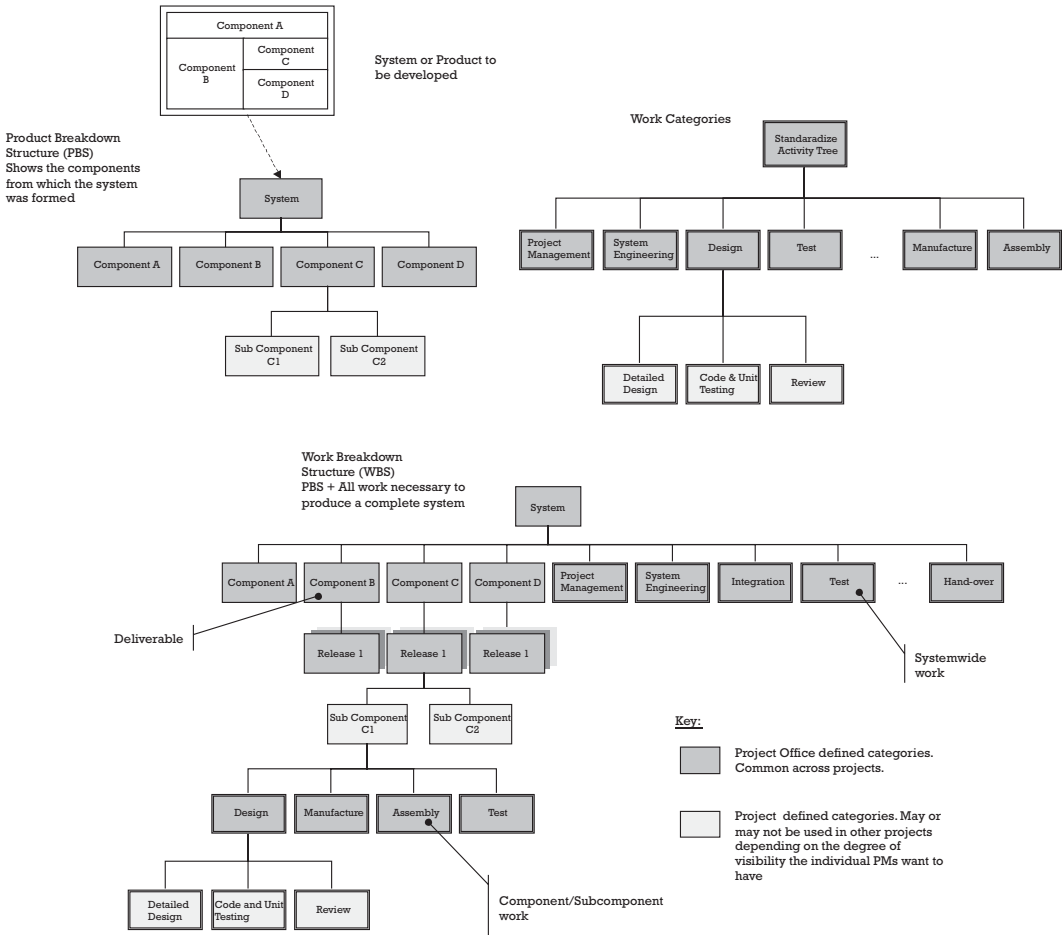 Component A
Component
B
Component
C
Component
D
System or Product to
be developed
Product Breakdown
Structure (PBS)
Shows the components
from which the system
was formed
System
Component A
Component B
Component C
Component D
Sub Component
C1
Sub Component
C2
Work Categories
Standaradize
Activity Tree
Project
Management
System
Engineering
Design
Test
...
Manufacture
Assembly
Detailed
Design
Code & Unit
Testing
Review
Work Breakdown
Structure (WBS)
PBS + All work necessary to
produce a complete system
System
Component A
Component B
Component C
Component D
Project
Management
System
Engineering
Integration
Test
...
Hand-over
Deliverable
Release 1
Release 1
Release 1
Systemwide
work
Sub Component
C1
Sub Component
C2
Design
Manufacture
Assembly
Test
Detailed
Design
Code and Unit
Testing
Review
Component/Subcomponent
work
Key:
Project Office defined categories.
Common across projects.
Project defined categories. May or
may not be used in other projects
depending on the degree of
visibility the individual PMs want to
have